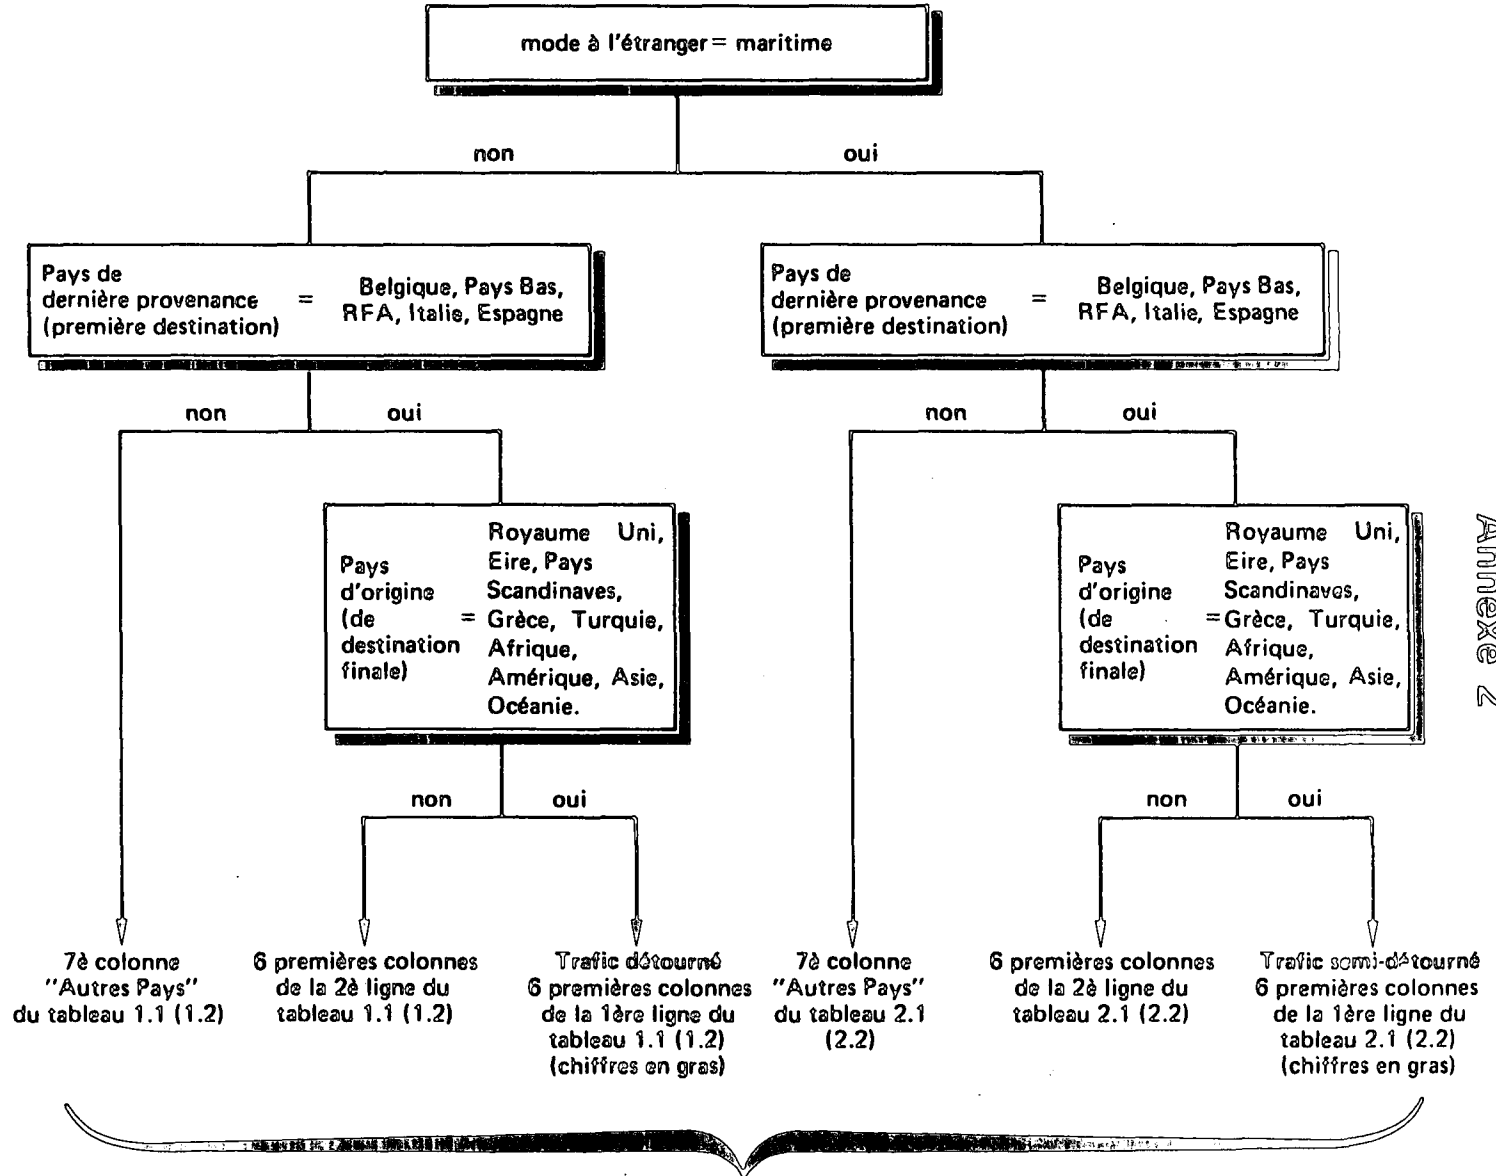 mode à l'étranger = maritime
non
oui
Pays de
dernière provenance
(première destination)
=
Belgique, Pays Bas,
RFA, Italie, Espagne
Pays de
dernière provenance
(première destination)
=
Belgique, Pays Bas,
RFA, Italie, Espagne
non
oui
non
oui
Pays
d'origine
(de
destination
finale)
=
Royaume Uni,
Eire, Pays
Scandinaves,
Grèce, Turquie,
Afrique,
Amérique, Asie,
Océanie.
Pays
d'origine
(de
destination
finale)
=
Royaume Uni,
Eire, Pays
Scandinaves,
Grèce, Turquie,
Afrique,
Amérique, Asie,
Océanie.
Annexe 2
non
oui
non
oui
7è colonne
"Autres Pays"
du tableau 1.1 (1.2)
6 premières colonnes
de la 2è ligne du
tableau 1.1 (1.2)
Trafic détourné
6 premières colonnes
de la 1ère ligne du
tableau 1.1 (1.2)
(chiffres en gras)
7è colonne
"Autres Pays"
du tableau 2.1
(2.2)
6 premières colonnes
de la 2è ligne du
tableau 2.1 (2.2)
Trafic semi-détourné
6 premières colonnes
de la 1ère ligne du
tableau 2.1 (2.2)
(chiffres en gras)